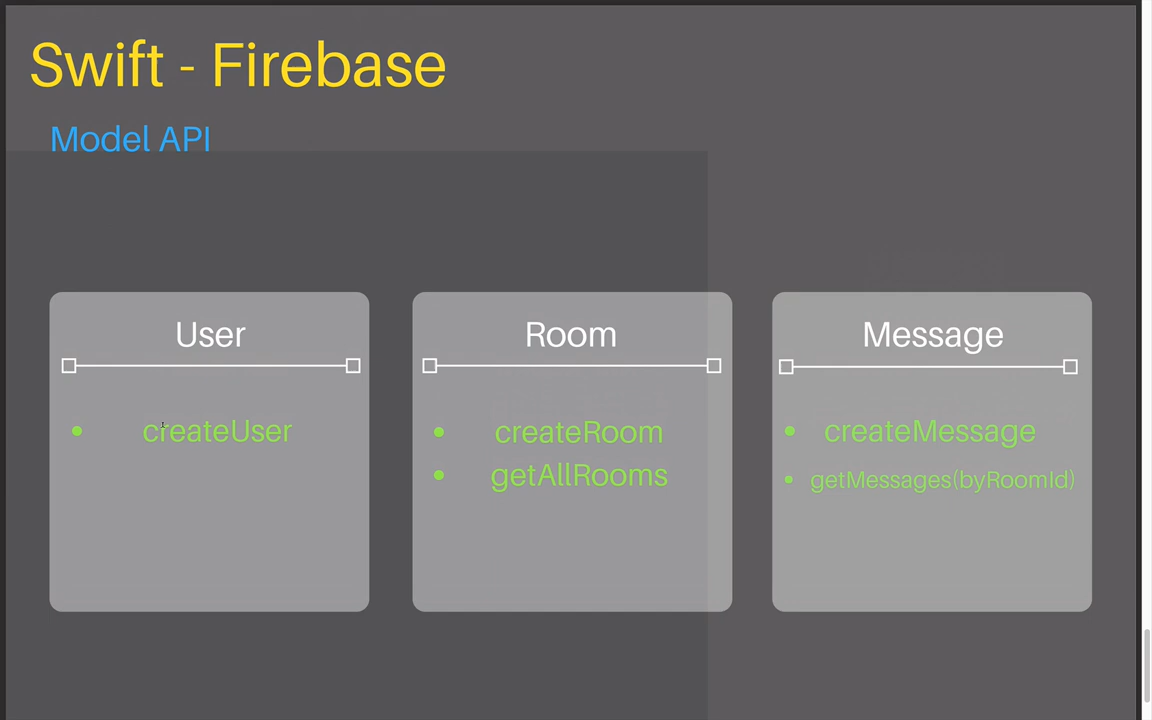 Swift - Firebase
Model API
User
• createUser
Room
• createRoom
• getAllRooms
Message
• createMessage
• getMessages(byRoomId)